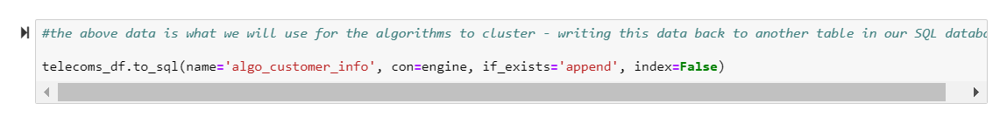 #the above data is what we will use for the algorithms to cluster - writing this data back to another table in our SQL
telecoms_df.to_sql(name='algo_customer_info', con=engine, if_exists='append', index=False)